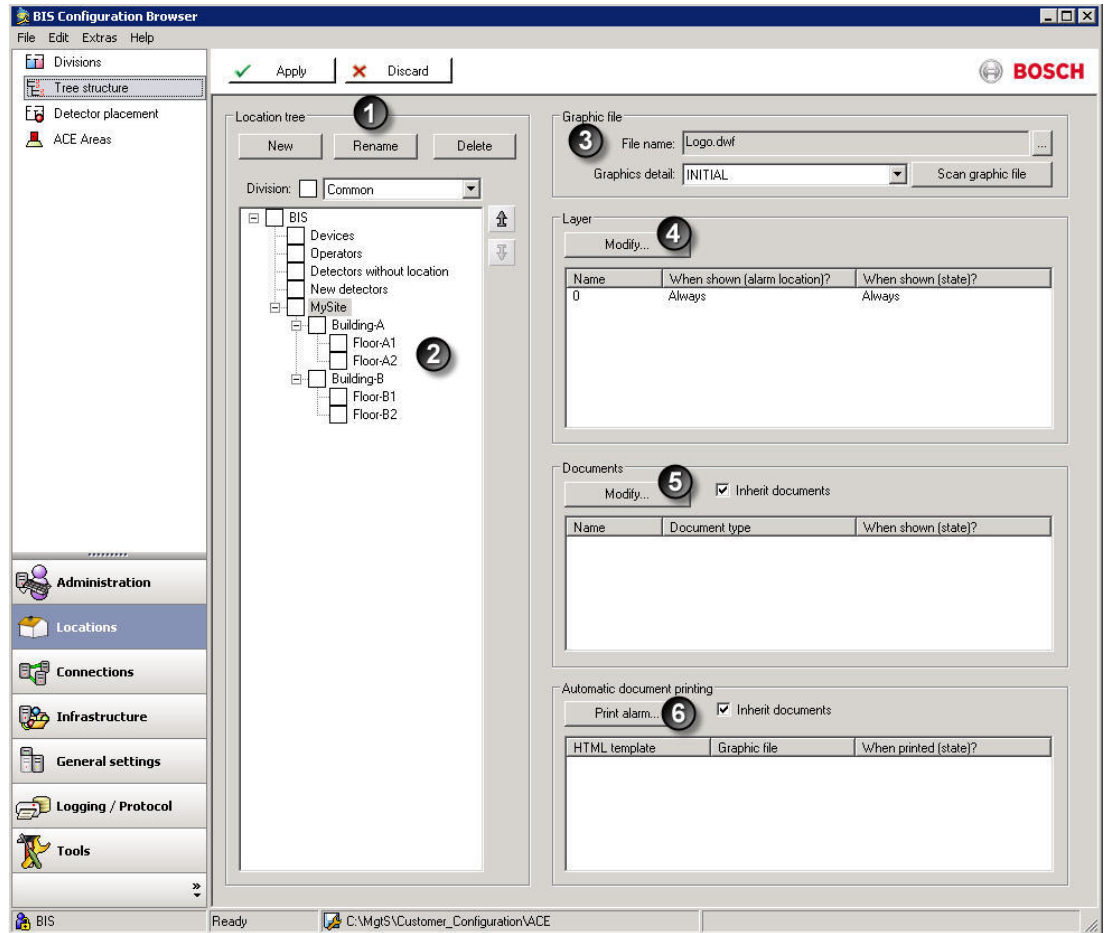 BIS Configuration Browser
File Edit Extras Help
Divisions
Tree structure
Detector placement
ACE Areas
Apply
Discard
BOSCH
Location tree
1
New
Rename
Delete
Division:
Common
BIS
Devices
Operators
Detectors without location
New detectors
MySite
Building-A
Floor-A1
Floor-A2
2
Building-B
Floor-B1
Floor-B2
Graphic file
3
File name: Logo.dwf
...
Graphics detail: INITIAL
Scan graphic file
Layer
Modify...
4
Name When shown (alarm location)? When shown (state)?
0 Always Always
Documents
Modify...
5
Inherit documents
Name Document type When shown (state)?
Automatic document printing
Print alarm...
6
Inherit documents
HTML template Graphic file When printed (state)?
Administration
Locations
Connections
Infrastructure
General settings
Logging / Protocol
Tools
»
BIS
Ready
C:\MgtS\Customer_Configuration\ACE